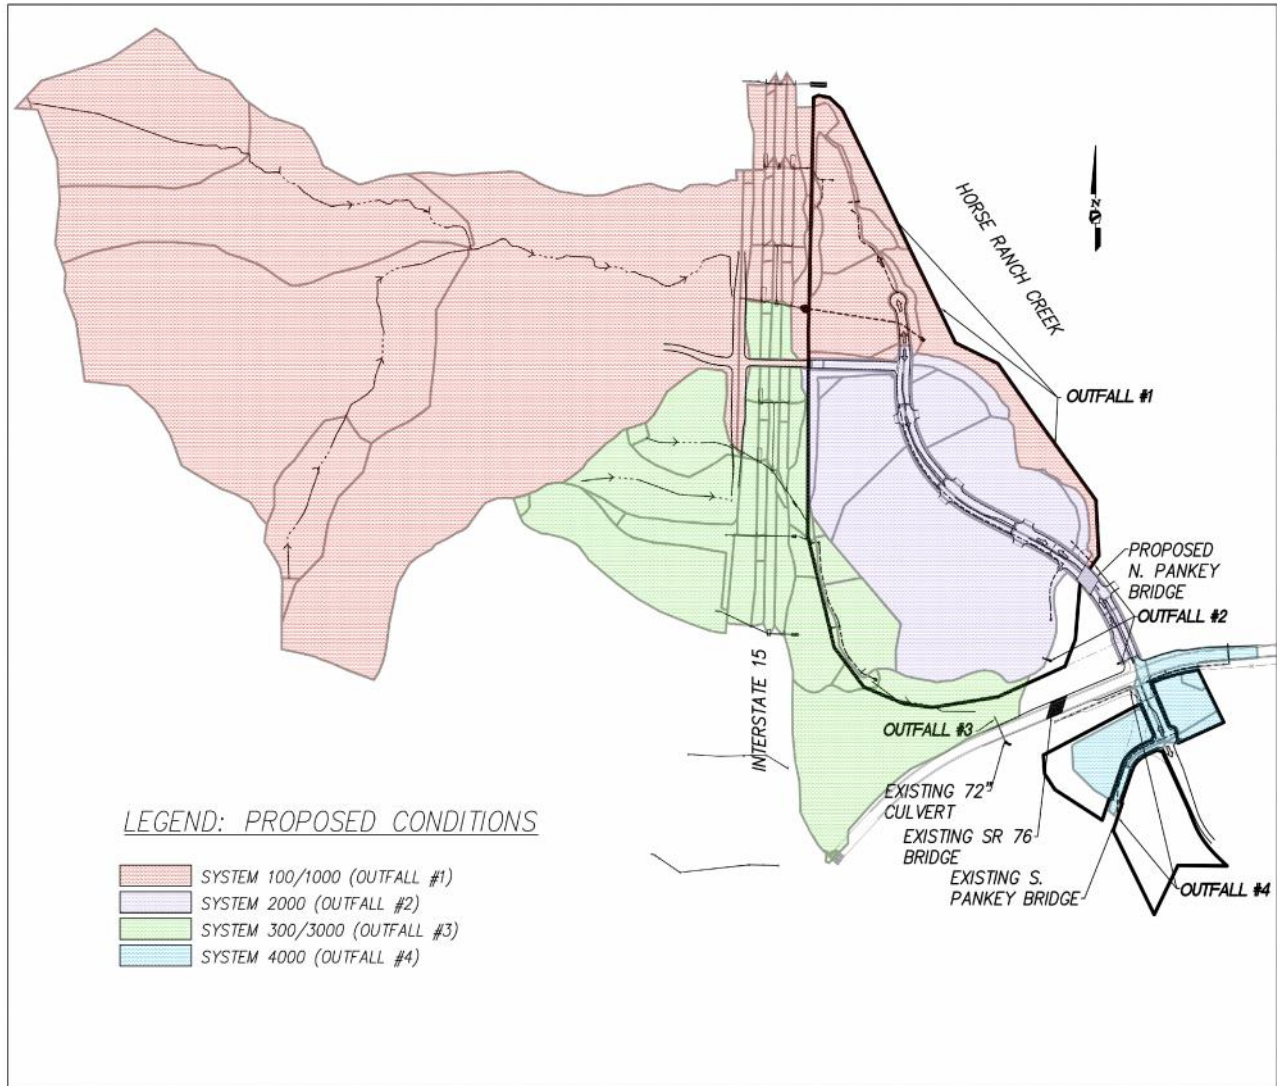 N
HORSE RANCH CREEK
OUTFALL #1
PROPOSED
N. PANKEY
BRIDGE
OUTFALL #2
INTERSTATE 15
OUTFALL #3
EXISTING 72"
CULVERT
EXISTING SR 76
BRIDGE
EXISTING S.
PANKEY BRIDGE
OUTFALL #4
LEGEND: PROPOSED CONDITIONS
SYSTEM 100/1000 (OUTFALL #1)
SYSTEM 2000 (OUTFALL #2)
SYSTEM 300/3000 (OUTFALL #3)
SYSTEM 4000 (OUTFALL #4)